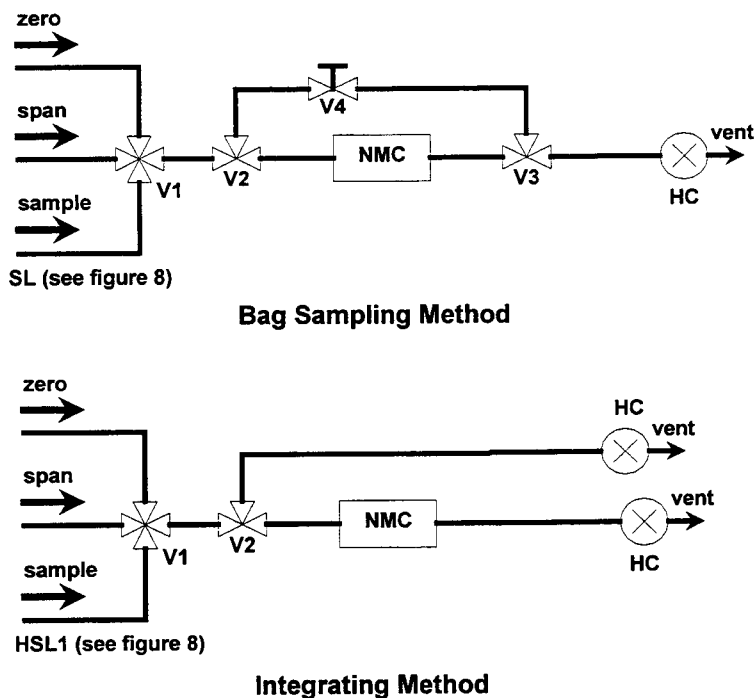 zero
span
sample
SL (see figure 8)
V1
V2
V4
NMC
V3
HC
vent
Bag Sampling Method
zero
span
sample
HSL1 (see figure 8)
V1
V2
NMC
HC
vent
HC
vent
Integrating Method